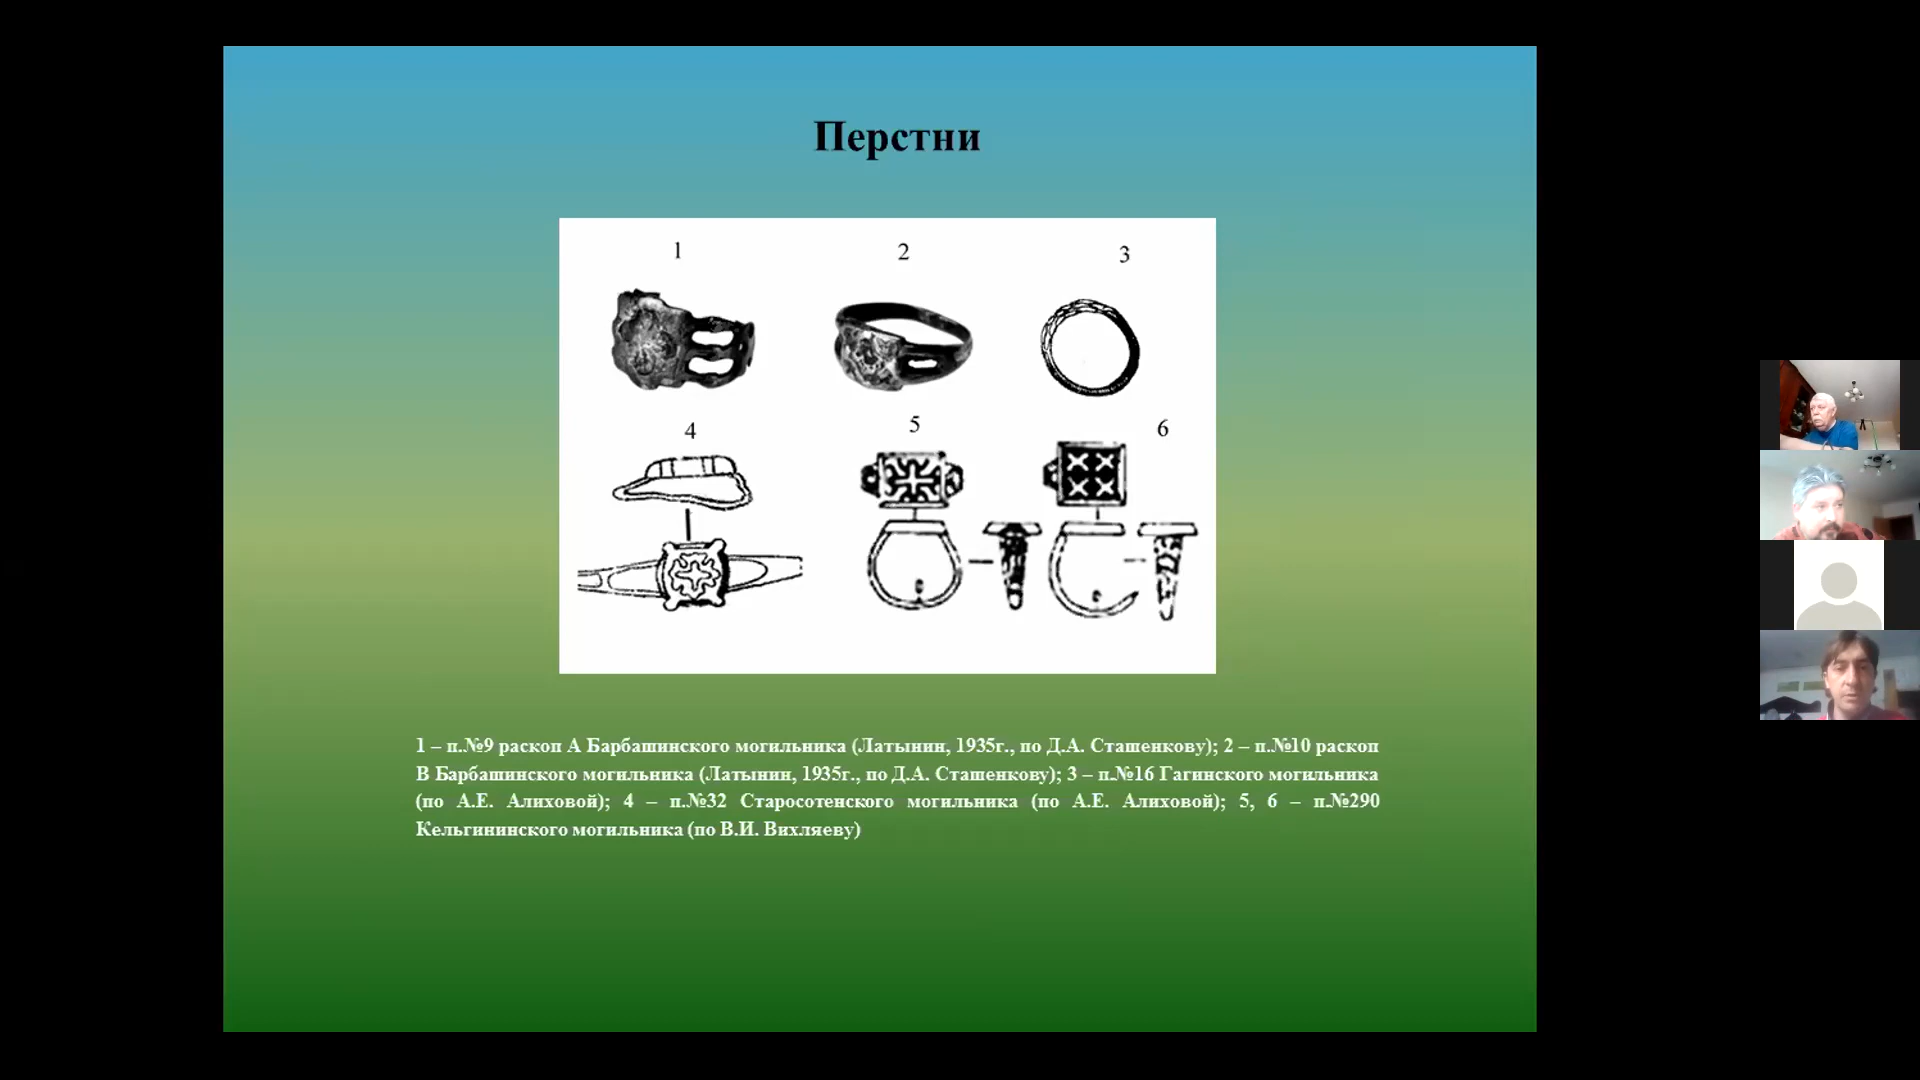 Перстни
1 2 3
4 5 6
1 – п.№9 раскоп А Барбашинского могильника (Латынин, 1935г., по Д.А. Сташенкову); 2 – п.№10 раскоп
В Барбашинского могильника (Латынин, 1935г., по Д.А. Сташенкову); 3 – п.№16 Гагинского могильника
(по А.Е. Алиховой); 4 – п.№32 Старосотенского могильника (по А.Е. Алиховой); 5, 6 – п.№290
Кельгининского могильника (по В.И. Вихляеву)